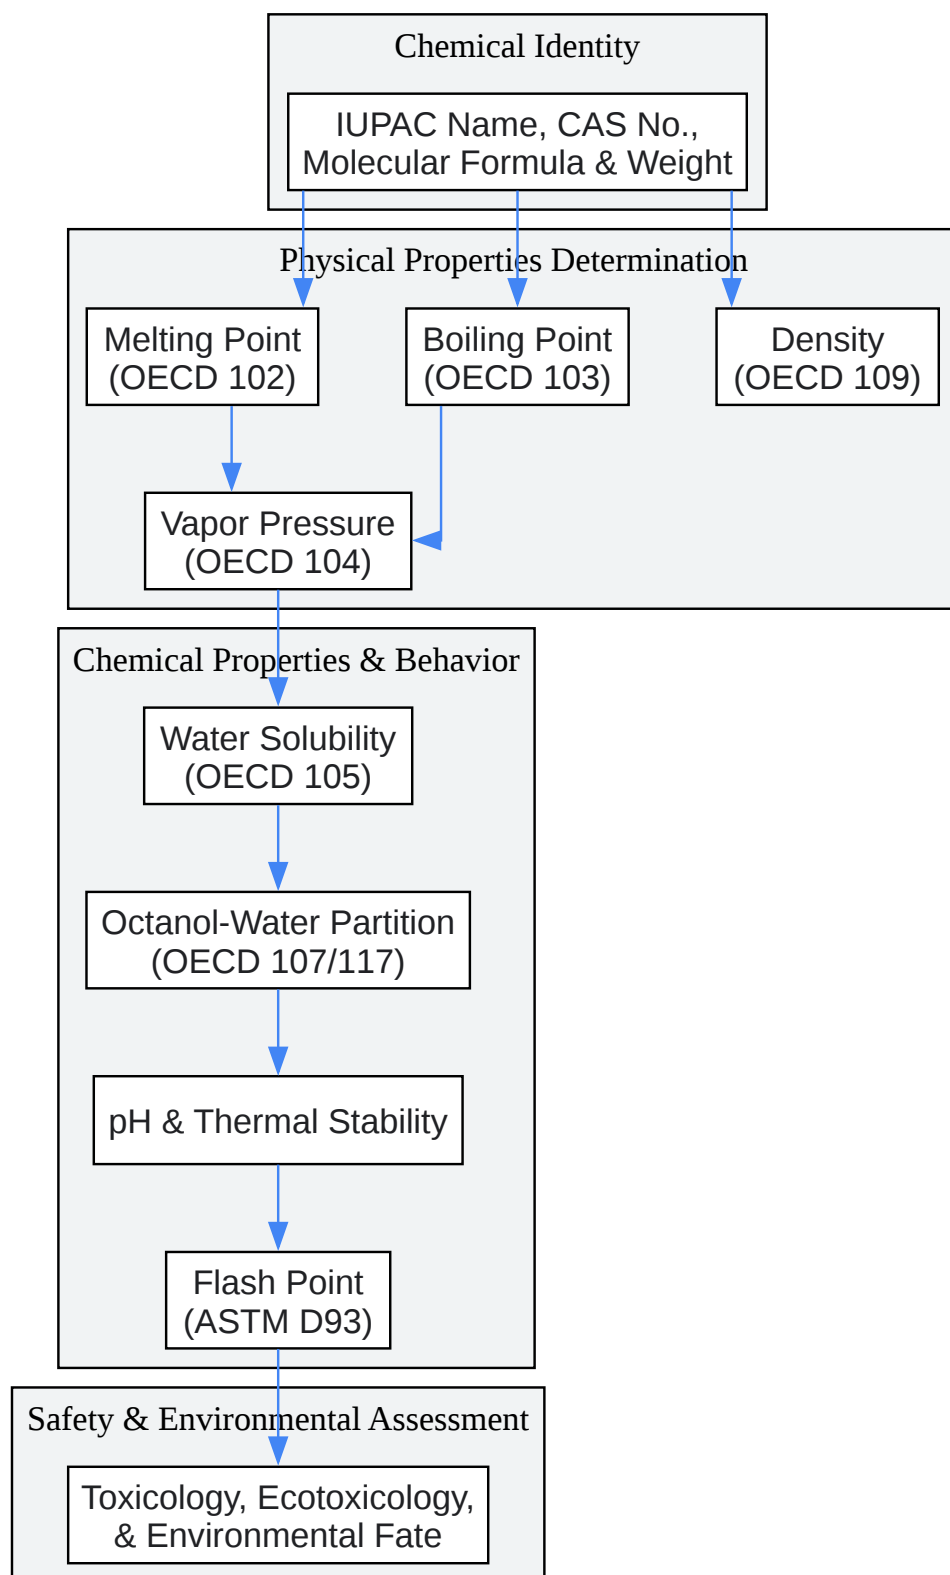 Chemical Identity
IUPAC Name, CAS No.,
Molecular Formula & Weight
Physical Properties Determination
Melting Point
(OECD 102)
Boiling Point
(OECD 103)
Density
(OECD 109)
Vapor Pressure
(OECD 104)
Chemical Properties & Behavior
Water Solubility
(OECD 105)
Octanol-Water Partition
(OECD 107/117)
pH & Thermal Stability
Flash Point
(ASTM D93)
Safety & Environmental Assessment
Toxicology, Ecotoxicology,
& Environmental Fate